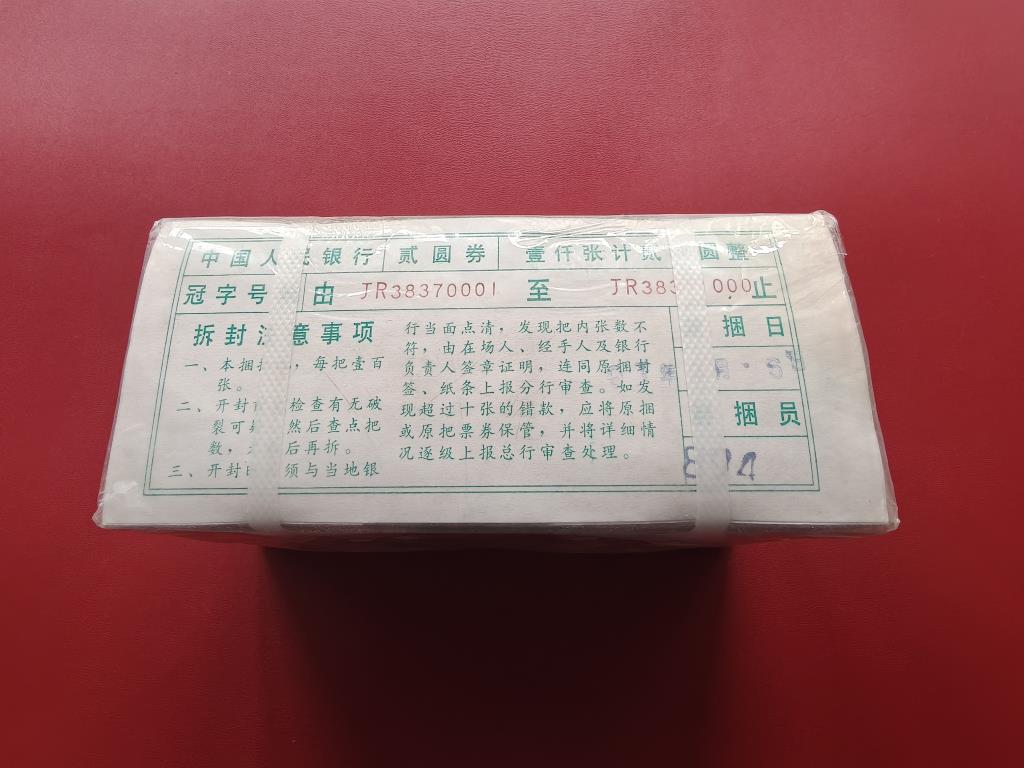 中国人民银行 贰圆券 壹仟张计贰 圆整
冠字号 由 JR38370001 至 JR383 000 止
拆封注意事项
一、本捆 ，每把壹百
张。
二、开封 检查有无破
裂可 然后查点把
数， 后再拆。
三、开封 须与当地银
行当面点清，发现把内张数不
符，由在场人、经手人及银行
负责人签章证明，连同原捆封
签、纸条上报分行审查。如发
现超过十张的错款，应将原捆
或原把票券保管，并将详细情
况逐级上报总行审查处理。
捆日
年 月
捆员